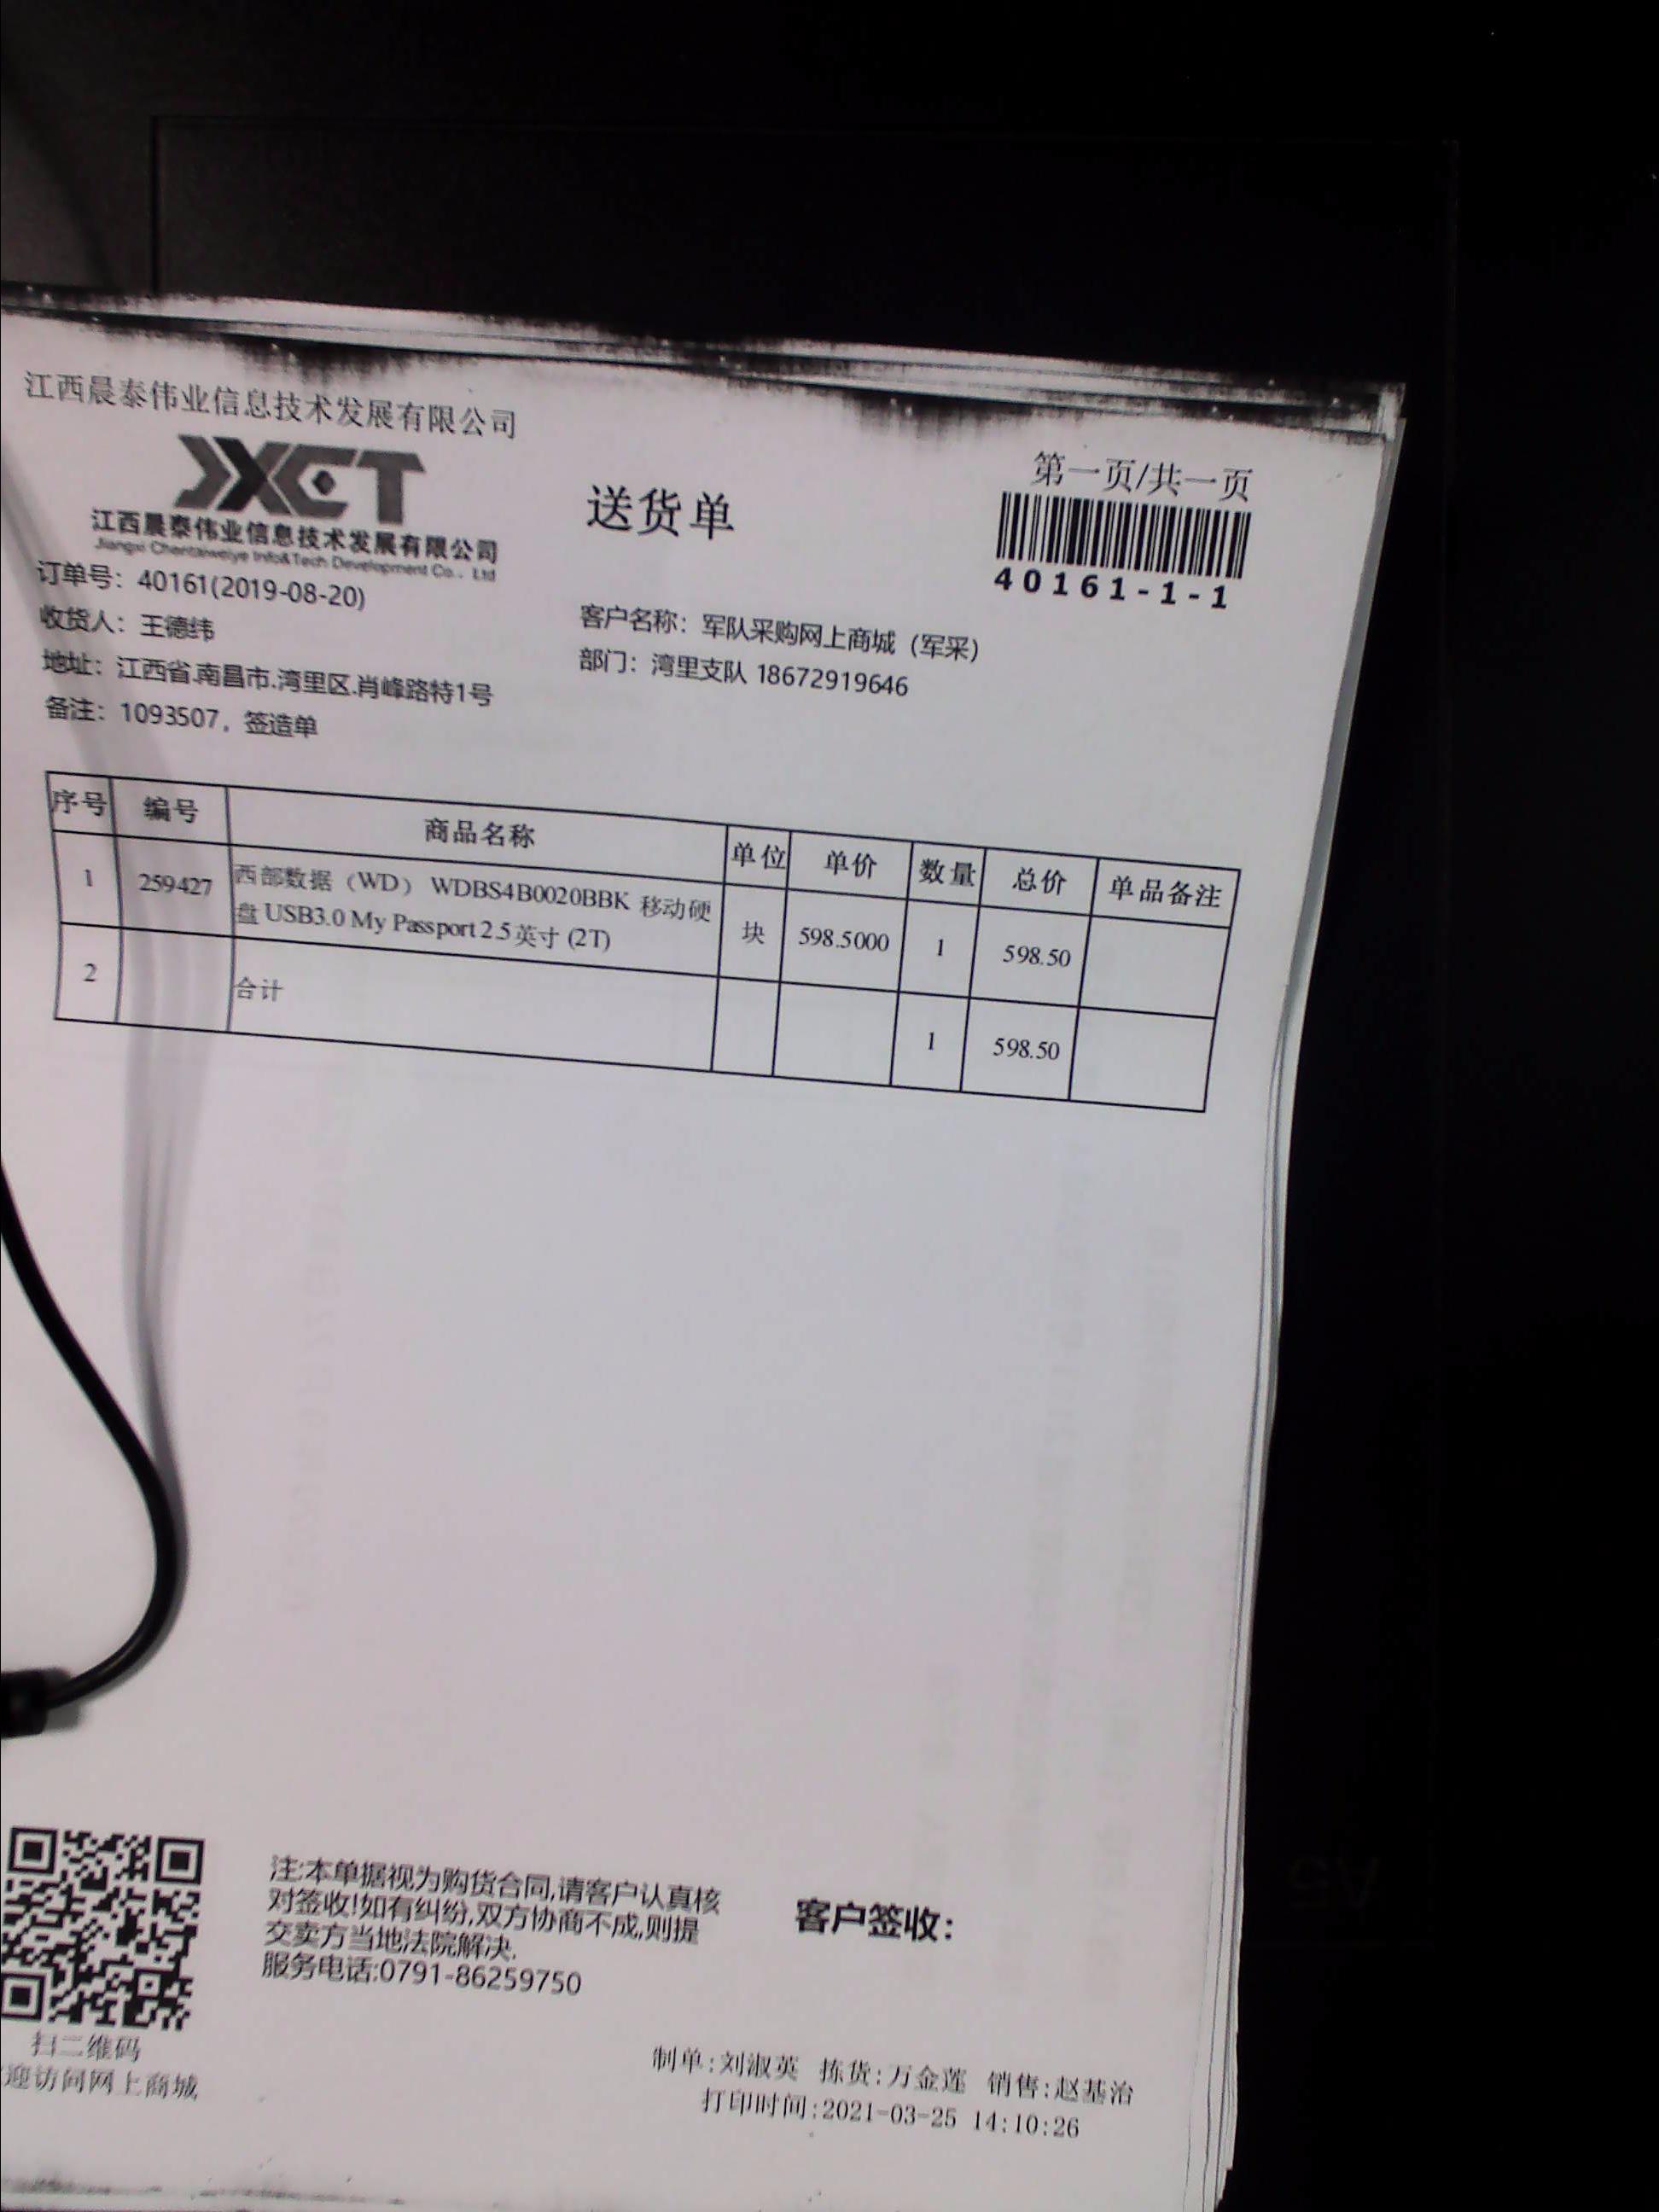 江西晨泰伟业信息技术发展有限公司
JXCT
江西晨泰伟业信息技术发展有限公司
Jiangxi Chentaiweiye Info&Tech Development Co., Ltd
送货单
第一页/共一页
40161-1-1
订单号：40161(2019-08-20)
收货人：王德纬
客户名称：军队采购网上商城（军采）
地址：江西省.南昌市.湾里区.肖峰路特1号
部门：湾里支队 18672919646
备注：1093507，签造单
序号 编号 商品名称 单位 单价 数量 总价 单品备注
1 259427 西部数据（WD） WDBS4B0020BBK 移动硬
盘 USB3.0 My Passport 2.5英寸 (2T) 块 598.5000 1 598.50
2 合计 1 598.50
注:本单据视为购货合同,请客户认真核
对签收!如有纠纷,双方协商不成,则提
交卖方当地法院解决.
服务电话:0791-86259750
客户签收：
扫二维码
迎访问网上商城
制单:刘淑英 拣货:万金莲 销售:赵基治
打印时间:2021-03-25 14:10:26
A5